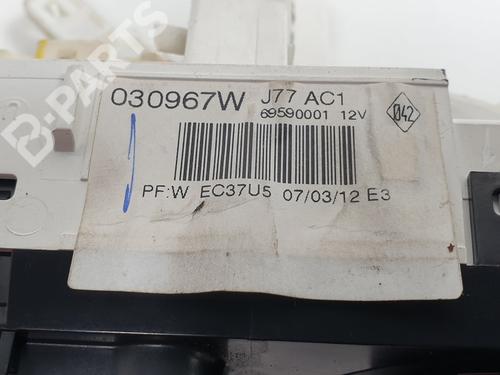 B-PARTS
030967W J77 AC1
69590001 12V
042
PF:W EC37U5 07/03/12 E3